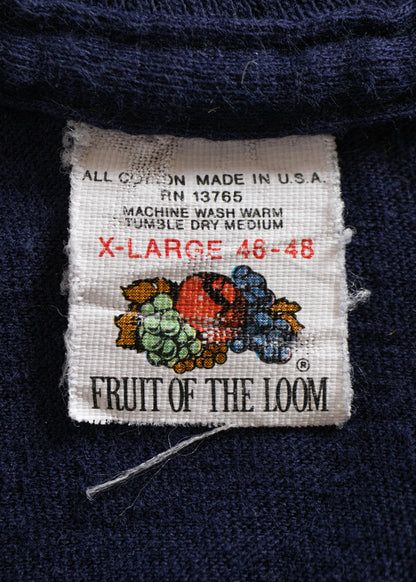 ALL COTTON MADE IN U.S.A.
RN 13765
MACHINE WASH WARM
TUMBLE DRY MEDIUM
X-LARGE 46-48
®
FRUIT OF THE LOOM